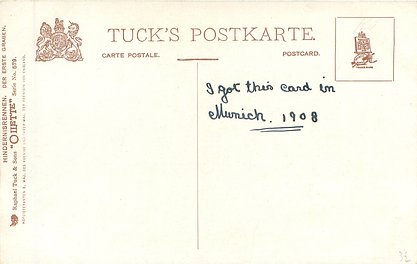 TUCK'S POSTKARTE.
CARTE POSTALE.
POSTCARD.
I got this card in
Munich. 1908
HINDERNISRENNEN. DER ERSTE GRABEN.
Raphael Tuck & Sons "OILETTE" Serie No. 679.